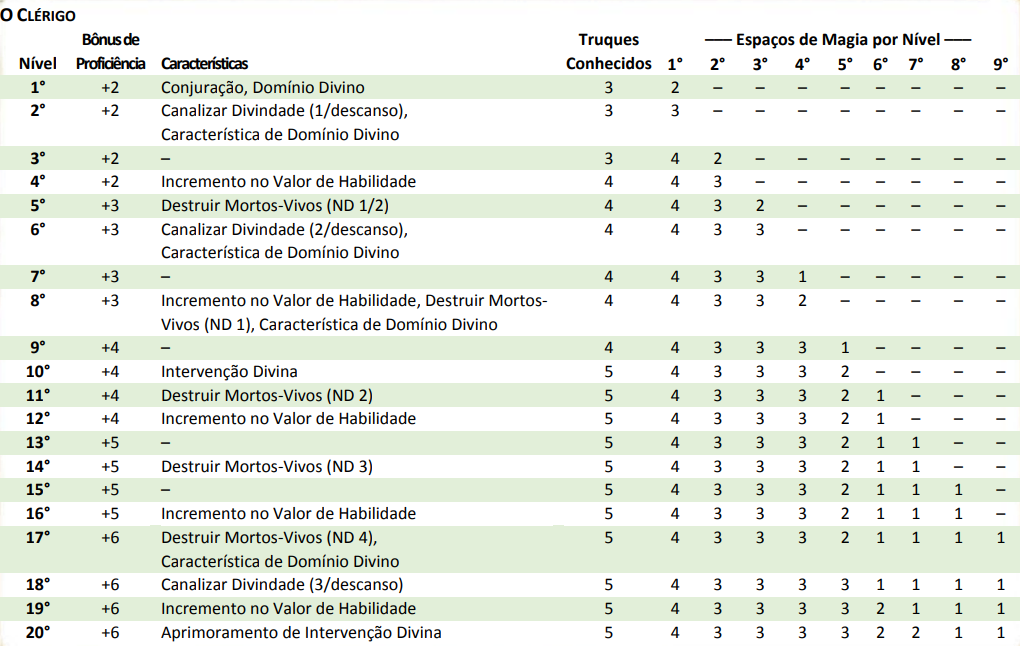 O CLÉRIGO
Bônus de Truques —— Espaços de Magia por Nível ——
Nível Proficiência Características Conhecidos 1° 2° 3° 4° 5° 6° 7° 8° 9°
1° +2 Conjuração, Domínio Divino 3 2 – – – – – – – –
2° +2 Canalizar Divindade (1/descanso), 3 3 – – – – – – – –
Característica de Domínio Divino
3° +2 – 3 4 2 – – – – – – –
4° +2 Incremento no Valor de Habilidade 4 4 3 – – – – – – –
5° +3 Destruir Mortos-Vivos (ND 1/2) 4 4 3 2 – – – – – –
6° +3 Canalizar Divindade (2/descanso), 4 4 3 3 – – – – – –
Característica de Domínio Divino
7° +3 – 4 4 3 3 1 – – – – –
8° +3 Incremento no Valor de Habilidade, Destruir Mortos- 4 4 3 3 2 – – – – –
Vivos (ND 1), Característica de Domínio Divino
9° +4 – 4 4 3 3 3 1 – – – –
10° +4 Intervenção Divina 5 4 3 3 3 2 – – – –
11° +4 Destruir Mortos-Vivos (ND 2) 5 4 3 3 3 2 1 – – –
12° +4 Incremento no Valor de Habilidade 5 4 3 3 3 2 1 – – –
13° +5 – 5 4 3 3 3 2 1 1 – –
14° +5 Destruir Mortos-Vivos (ND 3) 5 4 3 3 3 2 1 1 – –
15° +5 – 5 4 3 3 3 2 1 1 1 –
16° +5 Incremento no Valor de Habilidade 5 4 3 3 3 2 1 1 1 –
17° +6 Destruir Mortos-Vivos (ND 4), 5 4 3 3 3 2 1 1 1 1
Característica de Domínio Divino
18° +6 Canalizar Divindade (3/descanso) 5 4 3 3 3 3 1 1 1 1
19° +6 Incremento no Valor de Habilidade 5 4 3 3 3 3 2 1 1 1
20° +6 Aprimoramento de Intervenção Divina 5 4 3 3 3 3 2 2 1 1